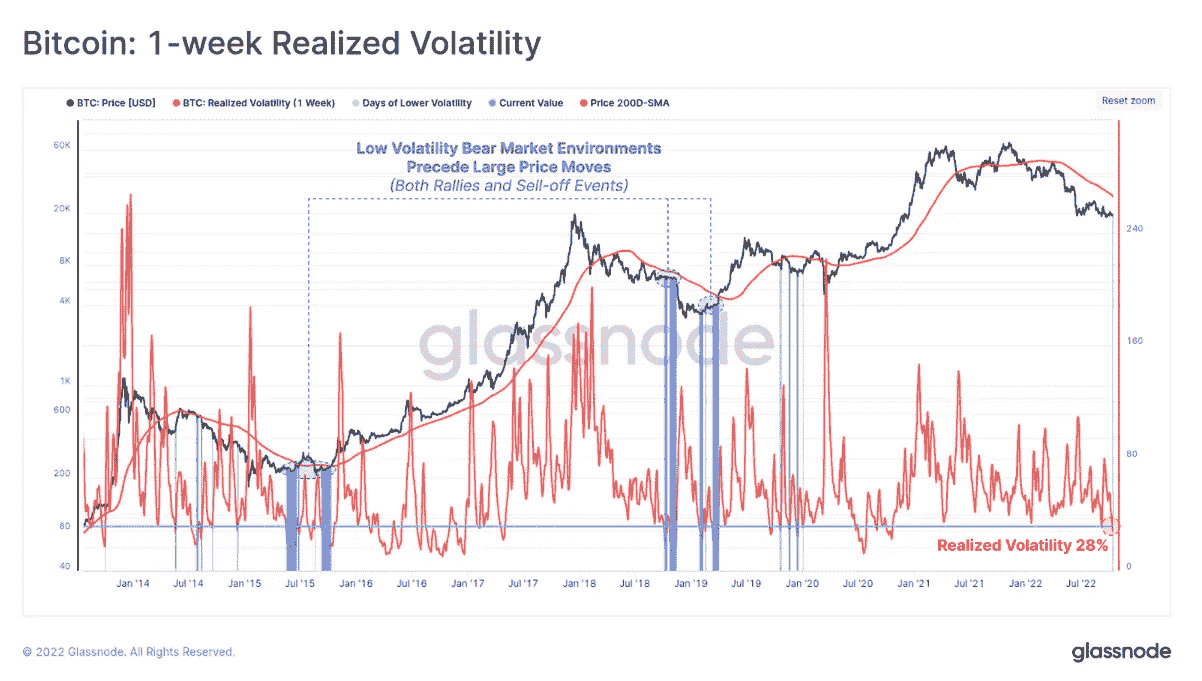 Bitcoin: 1-week Realized Volatility
BTC: Price [USD] BTC: Realized Volatility (1 Week) Days of Lower Volatility Current Value Price 200D-SMA
Reset zoom
Low Volatility Bear Market Environments
Precede Large Price Moves
(Both Rallies and Sell-off Events)
60K
20K
8K
4K
1K
600
200
80
40
240
160
80
0
glassnode
Realized Volatility 28%
Jan '14 Jul '14 Jan '15 Jul '15 Jan '16 Jul '16 Jan '17 Jul '17 Jan '18 Jul '18 Jan '19 Jul '19 Jan '20 Jul '20 Jan '21 Jul '21 Jan '22 Jul '22
© 2022 Glassnode. All Rights Reserved.
glassnode